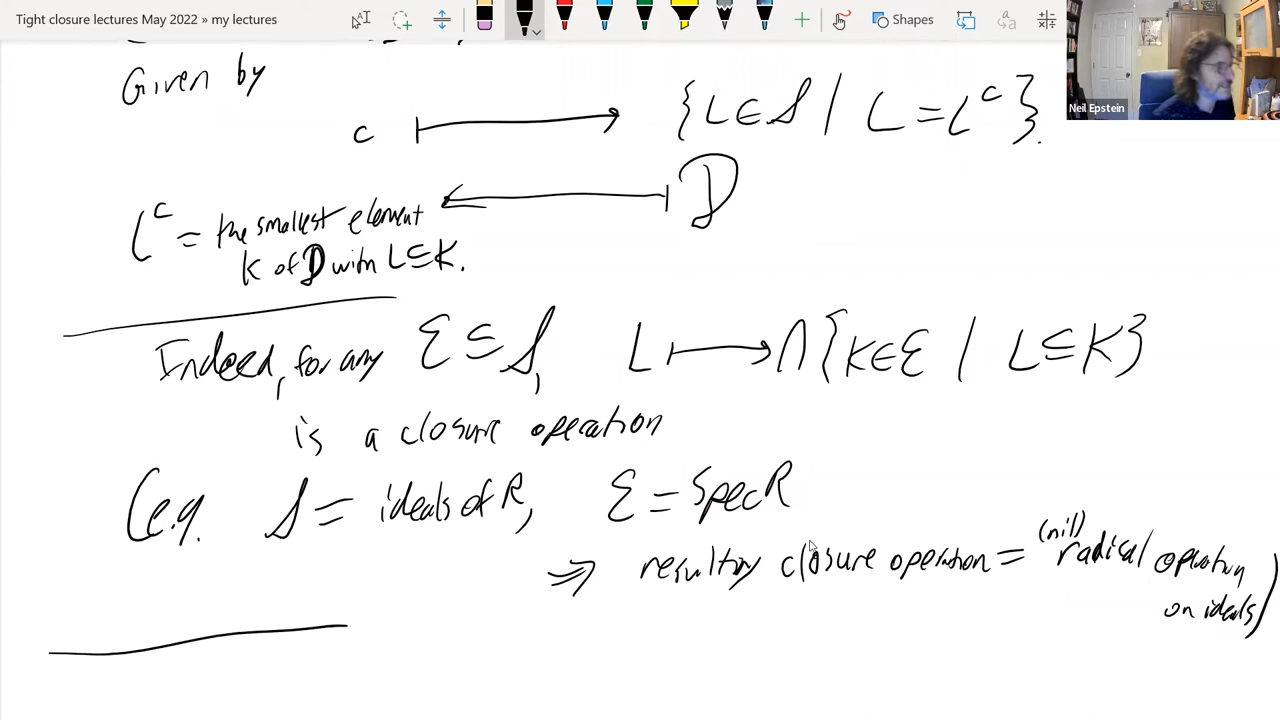 Tight closure lectures May 2022 » my lectures
Shapes
Neil Epstein
Given by
c ⟼ {L ∈ 𝒮 | L = L^c}.
𝒟
L^c = the smallest element
K of 𝒟 with L ⊆ K.
Indeed, for any ℰ ⊆ 𝒮, L ⟼ ∩{K ∈ ℰ | L ⊆ K}
is a closure operation
(e.g. 𝒮 = ideals of R, ℰ = Spec R
⇒ resulting closure operation = (nil) radical operation
on ideals)